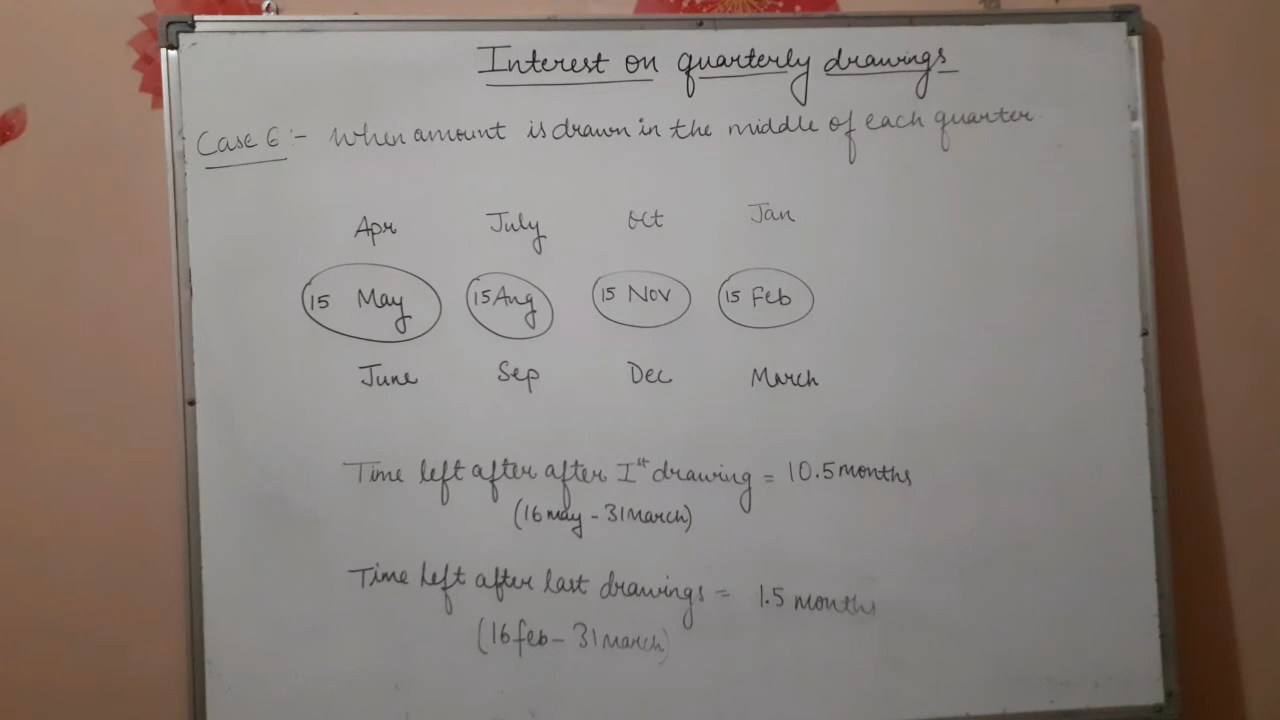 Interest on quarterly drawings
Case 6:- When amount is drawn in the middle of each quarter.
Apr July Oct Jan
15 May 15 Aug 15 Nov 15 Feb
June Sep Dec March
Time left after after Ist drawing = 10.5 months
(16 may - 31 March)
Time left after last drawings = 1.5 months
(16 feb - 31 march)